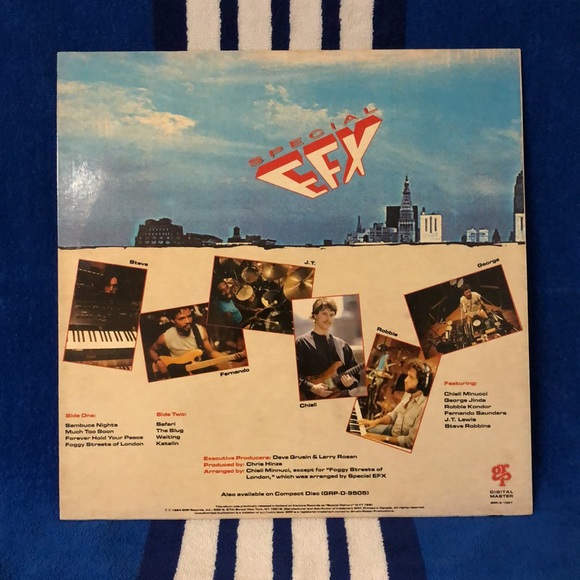 SPECIAL
EFX
Steve
J.T.
George
Fernando
Chieli
Robbie
Side One:
Sambuca Nights
Much Too Soon
Forever Hold Your Peace
Foggy Streets of London
Side Two:
Safari
The Slug
Waiting
Katalin
Featuring:
Chieli Minucci
George Jinda
Robbie Kondor
Fernando Saunders
J.T. Lewis
Steve Robbins
Executive Producers: Dave Grusin & Larry Rosen
Produced by: Chris Hinze
Arranged by: Chieli Minnuci, except for "Foggy Streets of
London," which was arranged by Special EFX
Also available on Compact Disc (GRP-D-9505)
GRP
DIGITAL
MASTER